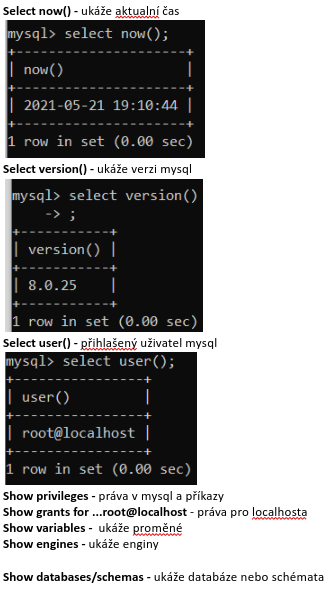 Select now() - ukáže aktualní čas
mysql> select now();
+---------------------+
| now()               |
+---------------------+
| 2021-05-21 19:10:44 |
+---------------------+
1 row in set (0.00 sec)
Select version() - ukáže verzi mysql
mysql> select version()
    -> ;
+-----------+
| version() |
+-----------+
| 8.0.25    |
+-----------+
1 row in set (0.00 sec)
Select user() - přihlašený uživatel mysql
mysql> select user();
+----------------+
| user()         |
+----------------+
| root@localhost |
+----------------+
1 row in set (0.00 sec)
Show privileges - práva v mysql a příkazy
Show grants for ...root@localhost - práva pro localhosta
Show variables -  ukáže proměné
Show engines - ukáže enginy
Show databases/schemas - ukáže databáze nebo schémata